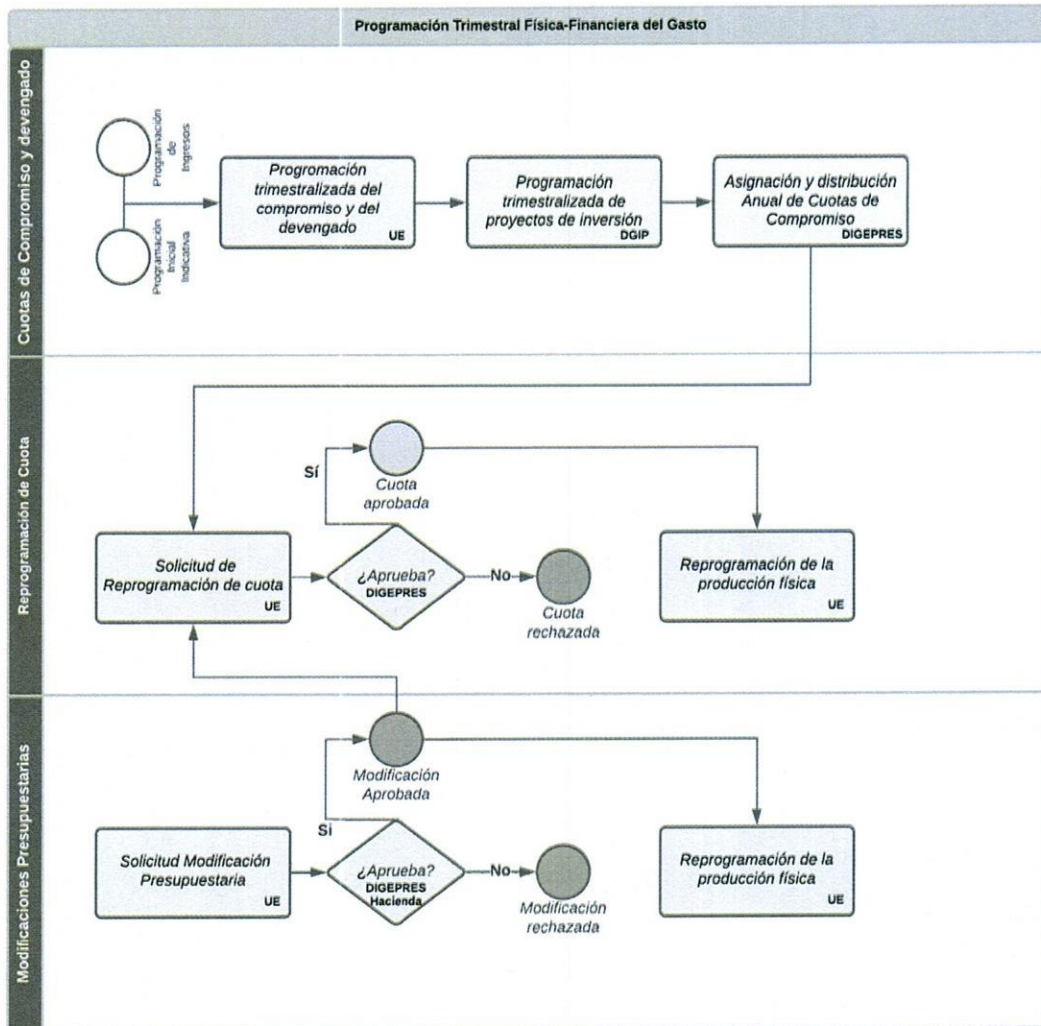 Programación Trimestral Física-Financiera del Gasto
Cuotas de Compromiso y devengado
Programación
de
Ingresos
Programación
Inicial
Indicativa
Progromación
trimestralizada del
compromiso y del
devengado
UE
Programación
trimestralizada de
proyectos de inversión
DGIP
Asignación y distribución
Anual de Cuotas de
Compromiso
DIGEPRES
Reprogramación de Cuota
Solicitud de
Reprogramación de cuota
UE
¿Aprueba?
DIGEPRES
Sí
Cuota
aprobada
No
Cuota
rechazada
Reprogramación de la
producción física
UE
Modificaciones Presupuestarias
Solicitud Modificación
Presupuestaria
UE
¿Aprueba?
DIGEPRES
Hacienda
Si
Modificación
Aprobada
No
Modificación
rechazada
Reprogramación de la
producción física
UE